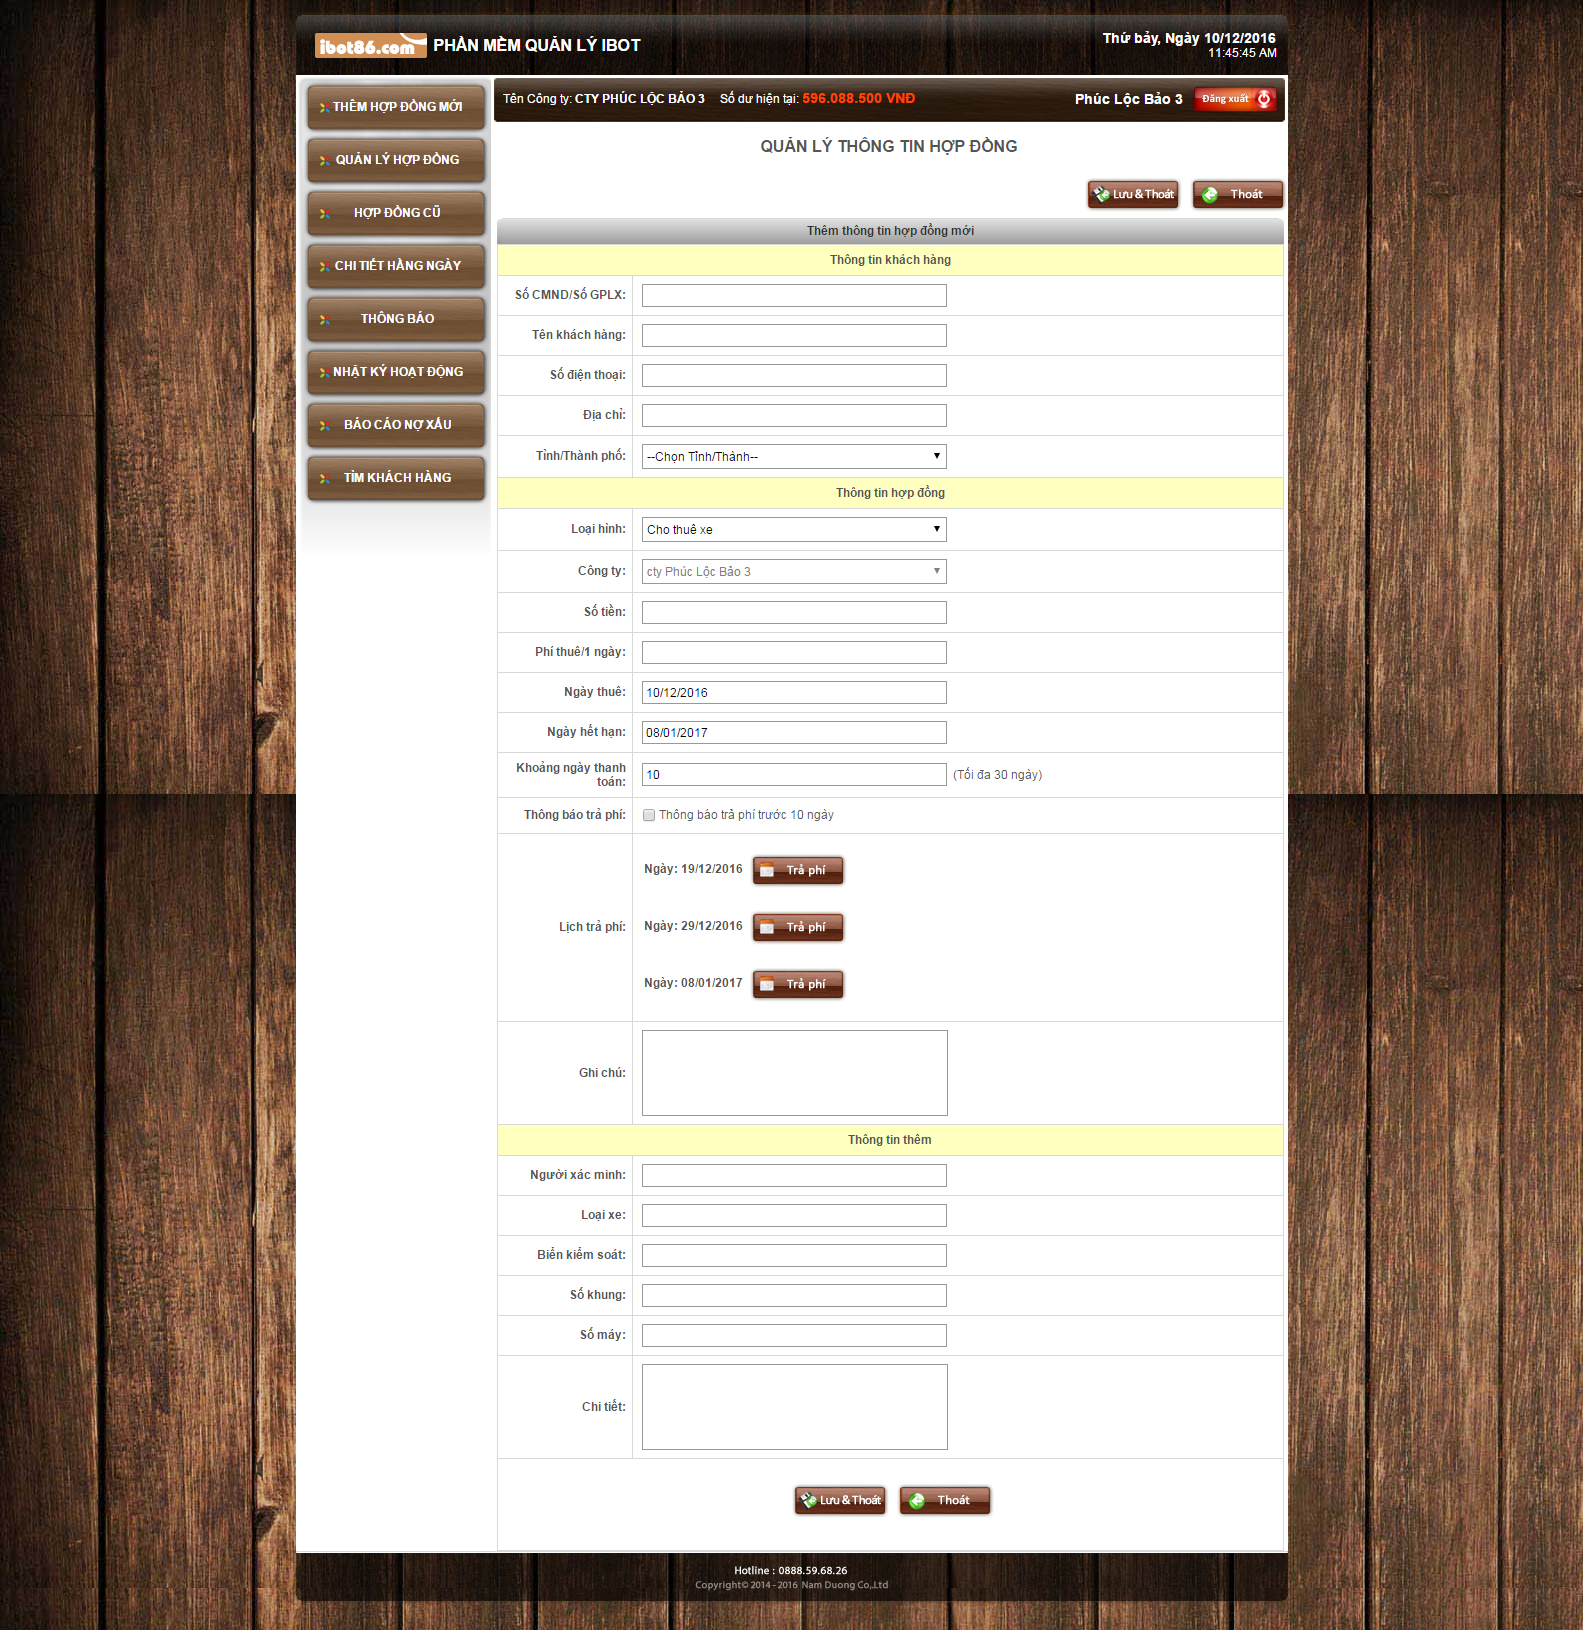 ibot86.com PHẦN MỀM QUẢN LÝ IBOT
Thứ bảy, Ngày 10/12/2016
11:45:45 AM
THÊM HỢP ĐỒNG MỚI
QUẢN LÝ HỢP ĐỒNG
HỢP ĐỒNG CŨ
CHI TIẾT HẰNG NGÀY
THÔNG BÁO
NHẬT KÝ HOẠT ĐỘNG
BÁO CÁO NỢ XẤU
TÌM KHÁCH HÀNG
Tên Công ty: CTY PHÚC LỘC BẢO 3 Số dư hiện tại: 596.088.500 VNĐ
Phúc Lộc Bảo 3 Đăng xuất
QUẢN LÝ THÔNG TIN HỢP ĐỒNG
Lưu & Thoát Thoát
Thêm thông tin hợp đồng mới
Thông tin khách hàng
Số CMND/Số GPLX:
Tên khách hàng:
Số điện thoại:
Địa chỉ:
Tỉnh/Thành phố: --Chọn Tỉnh/Thành--
Thông tin hợp đồng
Loại hình: Cho thuê xe
Công ty: cty Phúc Lộc Bảo 3
Số tiền:
Phí thuê/1 ngày:
Ngày thuê: 10/12/2016
Ngày hết hạn: 08/01/2017
Khoảng ngày thanh toán: 10 (Tối đa 30 ngày)
Thông báo trả phí: Thông báo trả phí trước 10 ngày
Lịch trả phí:
Ngày: 19/12/2016 Trả phí
Ngày: 29/12/2016 Trả phí
Ngày: 08/01/2017 Trả phí
Ghi chú:
Thông tin thêm
Người xác minh:
Loại xe:
Biển kiểm soát:
Số khung:
Số máy:
Chi tiết:
Lưu & Thoát Thoát
Hotline : 0888.59.68.26
Copyright© 2014 - 2016 Nam Duong Co,.Ltd